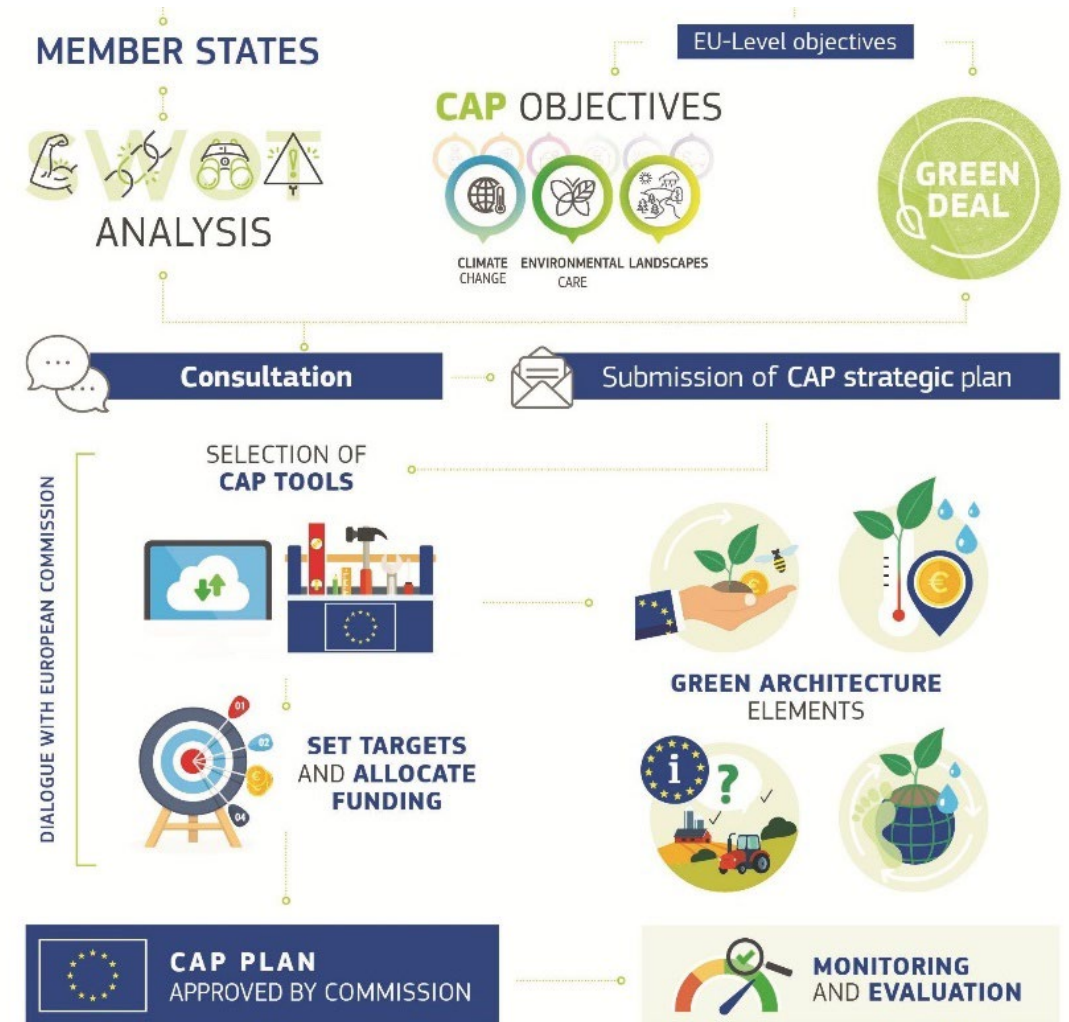 MEMBER STATES
EU-Level objectives
CAP OBJECTIVES
SWOT
ANALYSIS
GREEN
DEAL
CLIMATE
CHANGE
ENVIRONMENTAL
CARE
LANDSCAPES
Consultation
Submission of CAP strategic plan
DIALOGUE WITH EUROPEAN COMMISSION
SELECTION OF
CAP TOOLS
€
€
GREEN ARCHITECTURE
ELEMENTS
01
02
€
04
SET TARGETS
AND ALLOCATE
FUNDING
i
?
CAP PLAN
APPROVED BY COMMISSION
MONITORING
AND EVALUATION